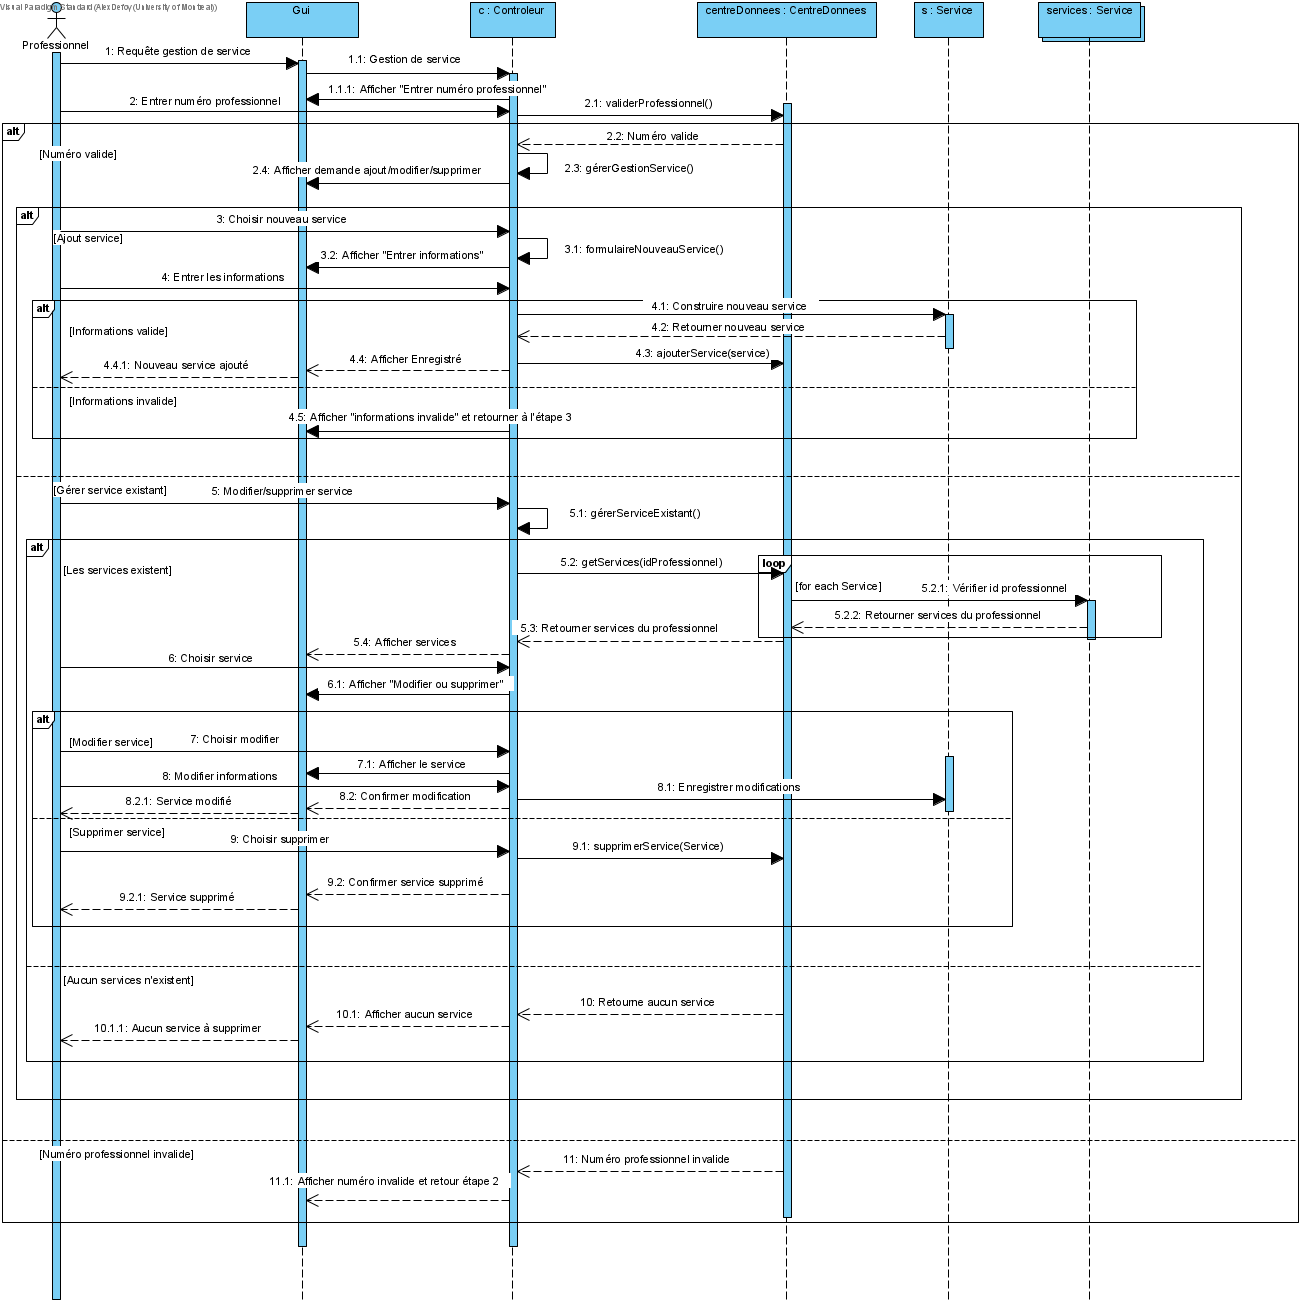 Visual Paradigm Standard (Alex Defoy (University of Montreal))
Professionnel
Gui
c : Controleur
centreDonnees : CentreDonnees
s : Service
services : Service
1: Requête gestion de service
1.1: Gestion de service
1.1.1: Afficher "Entrer numéro professionnel"
2: Entrer numéro professionnel
2.1: validerProfessionnel()
alt
2.2: Numéro valide
[Numéro valide]
2.3: gérerGestionService()
2.4: Afficher demande ajout/modifier/supprimer
alt
3: Choisir nouveau service
[Ajout service]
3.1: formulaireNouveauService()
3.2: Afficher "Entrer informations"
4: Entrer les informations
alt
4.1: Construire nouveau service
[Informations valide]
4.2: Retourner nouveau service
4.3: ajouterService(service)
4.4: Afficher Enregistré
4.4.1: Nouveau service ajouté
[Informations invalide]
4.5: Afficher "informations invalide" et retourner à l'étape 3
[Gérer service existant]
5: Modifier/supprimer service
5.1: gérerServiceExistant()
alt
[Les services existent]
5.2: getServices(idProfessionnel)
loop
[for each Service]
5.2.1: Vérifier id professionnel
5.2.2: Retourner services du professionnel
5.3: Retourner services du professionnel
5.4: Afficher services
6: Choisir service
6.1: Afficher "Modifier ou supprimer"
alt
[Modifier service]
7: Choisir modifier
7.1: Afficher le service
8: Modifier informations
8.1: Enregistrer modifications
8.2: Confirmer modification
8.2.1: Service modifié
[Supprimer service]
9: Choisir supprimer
9.1: supprimerService(Service)
9.2: Confirmer service supprimé
9.2.1: Service supprimé
[Aucun services n'existent]
10: Retourne aucun service
10.1: Afficher aucun service
10.1.1: Aucun service à supprimer
[Numéro professionnel invalide]
11: Numéro professionnel invalide
11.1: Afficher numéro invalide et retour étape 2